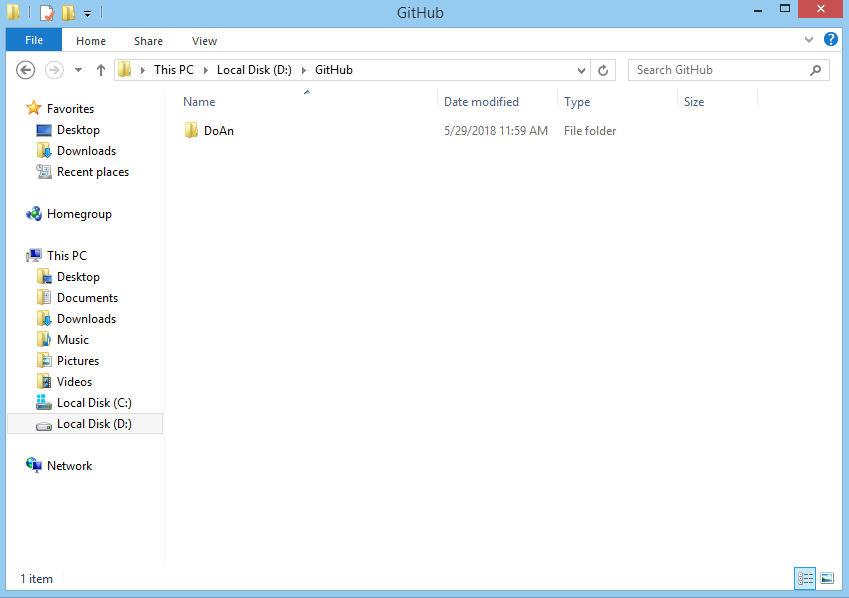 GitHub
File Home Share View
This PC Local Disk (D:) GitHub
Search GitHub
Favorites
Desktop
Downloads
Recent places
Homegroup
This PC
Desktop
Documents
Downloads
Music
Pictures
Videos
Local Disk (C:)
Local Disk (D:)
Network
Name Date modified Type Size
DoAn 5/29/2018 11:59 AM File folder
1 item